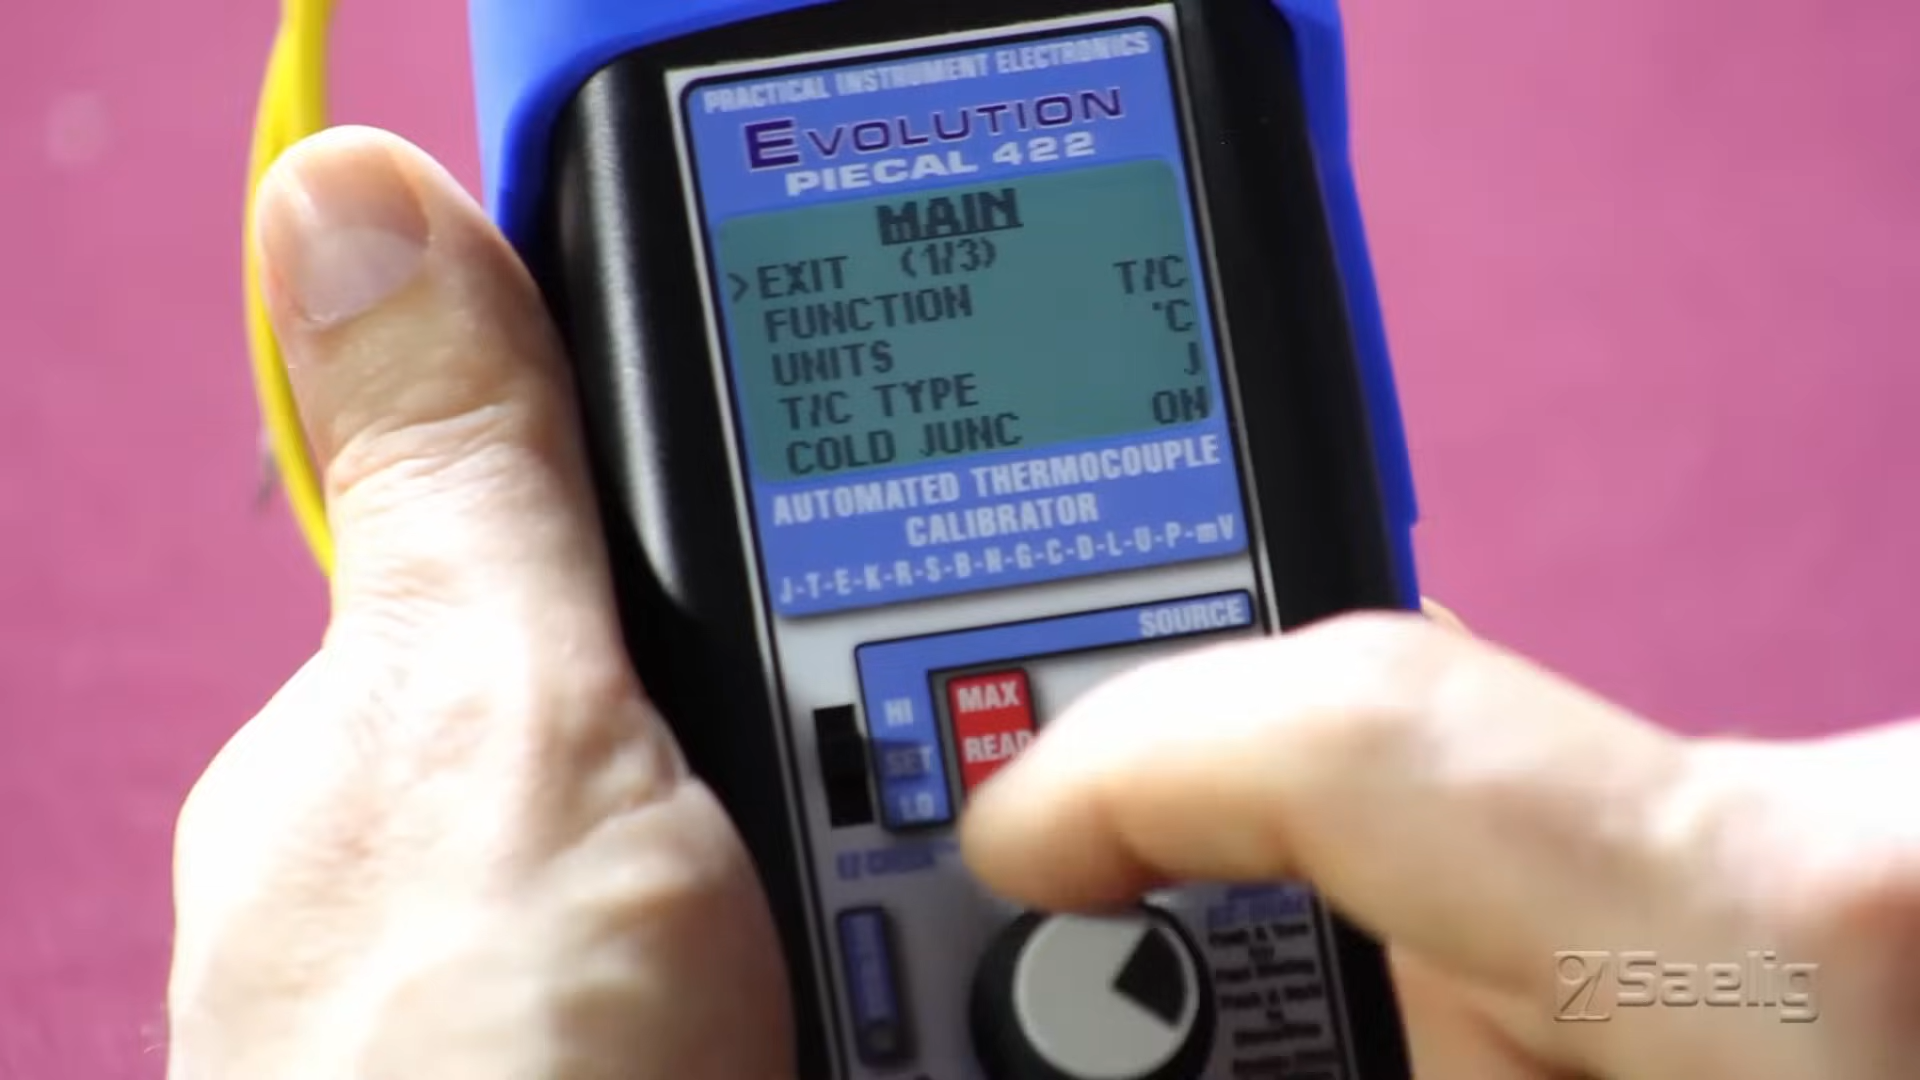 PRACTICAL INSTRUMENT ELECTRONICS
EVOLUTION
PIECAL 422
MAIN
>EXIT (1/3)
FUNCTION T/C
UNITS °C
T/C TYPE J
COLD JUNC ON
AUTOMATED THERMOCOUPLE
CALIBRATOR
J-T-E-K-R-S-B-N-G-C-D-L-U-P-mV
SOURCE
HI
SET
LO
MAX
READ
Saelig